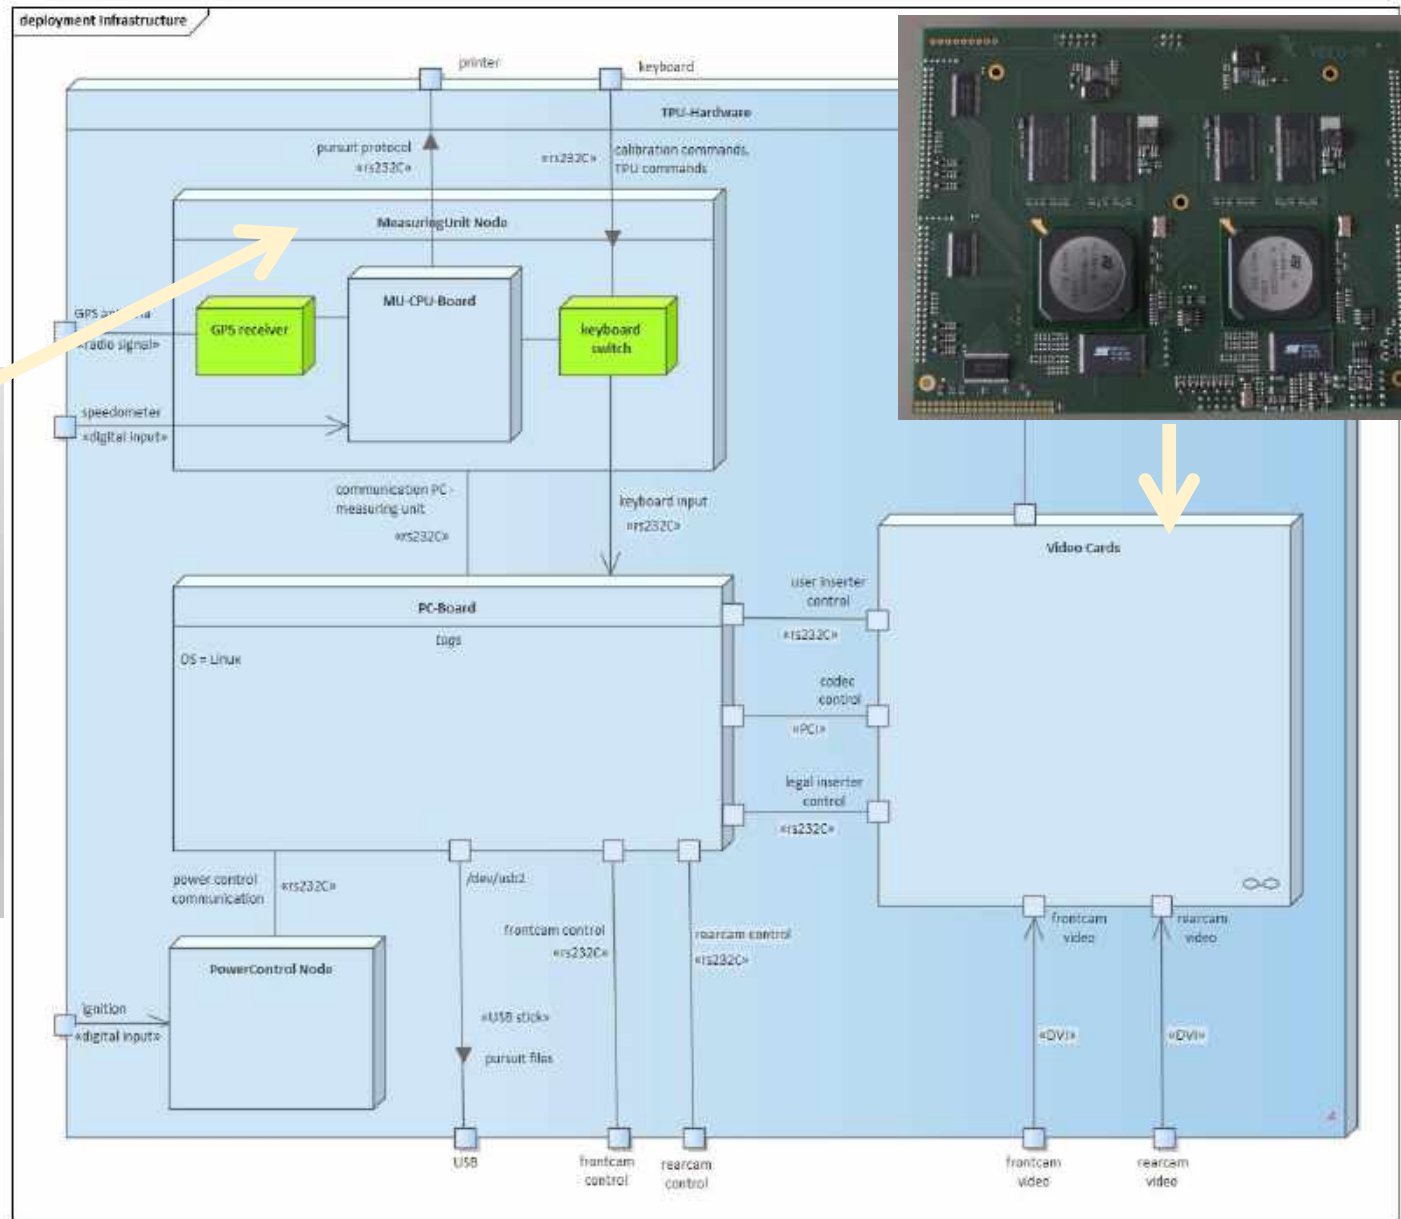 deployment Infrastructure
printer
keyboard
TPU-Hardware
pursuit protocol
«rs232C»
«rs232C»
calibration commands,
TPU commands
MeasuringUnit Node
MU-CPU-Board
GPS receiver
keyboard
switch
GPS
«radio signal»
speedometer
«digital input»
communication PC -
measuring unit
«rs232C»
keyboard input
«rs232C»
Video Cards
PC-Board
tags
OS = Linux
user inserter
control
«rs232C»
codec
control
«PCI»
legal inserter
control
«rs232C»
power control
communication
«rs232C»
/dev/usb2
frontcam control
«rs232C»
rearcam control
«rs232C»
frontcam
video
rearcam
video
PowerControl Node
ignition
«digital input»
«USB stick»
pursuit files
«DVI»
«DVI»
USB
frontcam
control
rearcam
control
frontcam
video
rearcam
video